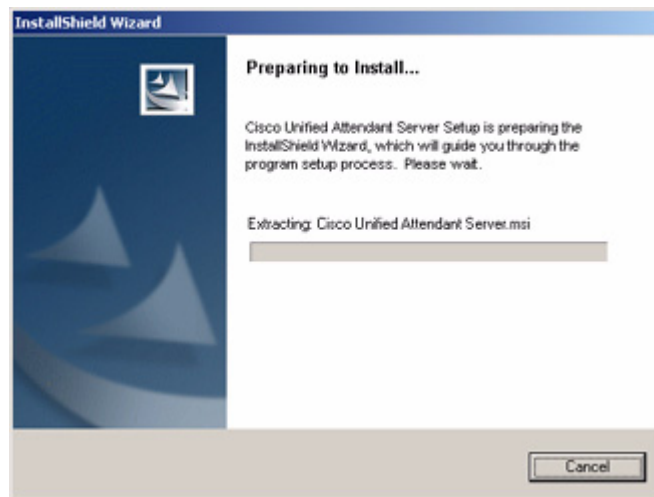 InstallShield Wizard
Preparing to Install...
Cisco Unified Attendant Server Setup is preparing the
InstallShield Wizard, which will guide you through the
program setup process. Please wait.
Extracting: Cisco Unified Attendant Server.msi
Cancel